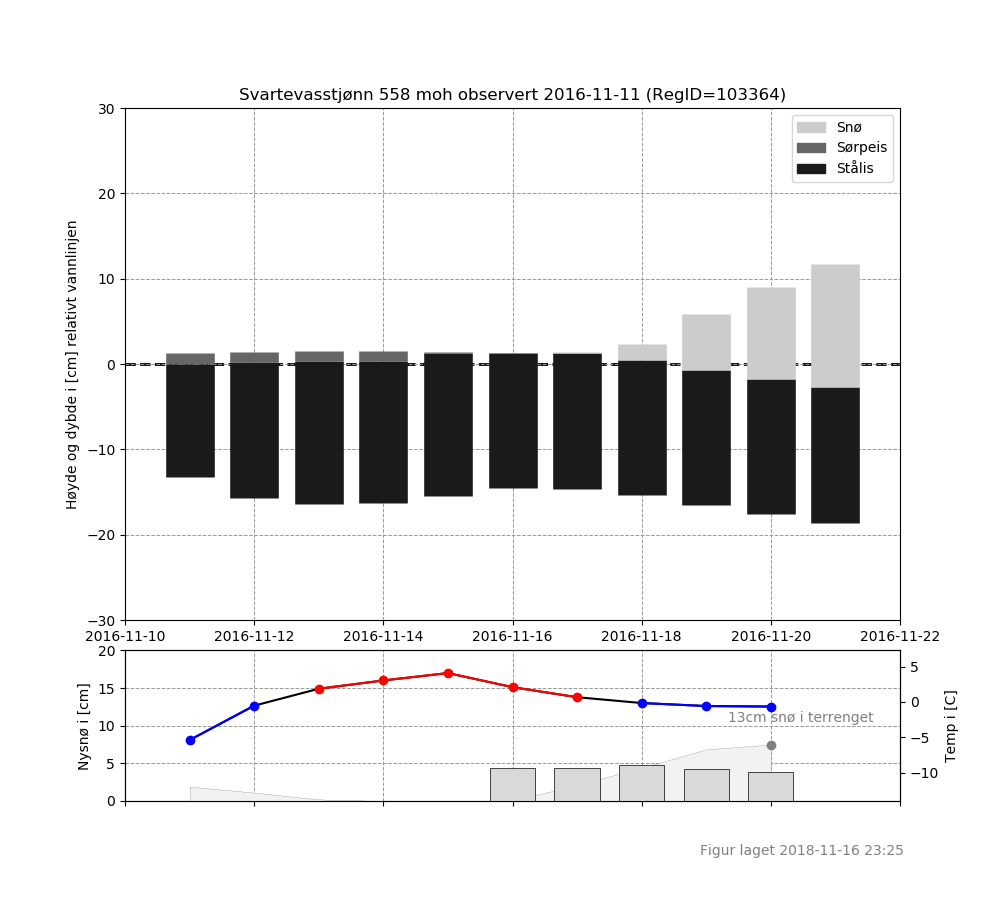 Svartevasstjønn 558 moh observert 2016-11-11 (RegID=103364)
Snø
Sørpeis
Stålis
Høyde og dybde i [cm] relativt vannlinjen
30
20
10
0
−10
−20
−30
2016-11-10 2016-11-12 2016-11-14 2016-11-16 2016-11-18 2016-11-20 2016-11-22
Nysnø i [cm]
20
15
10
5
0
13cm snø i terrenget
5
0
−5
−10
Temp i [C]
Figur laget 2018-11-16 23:25